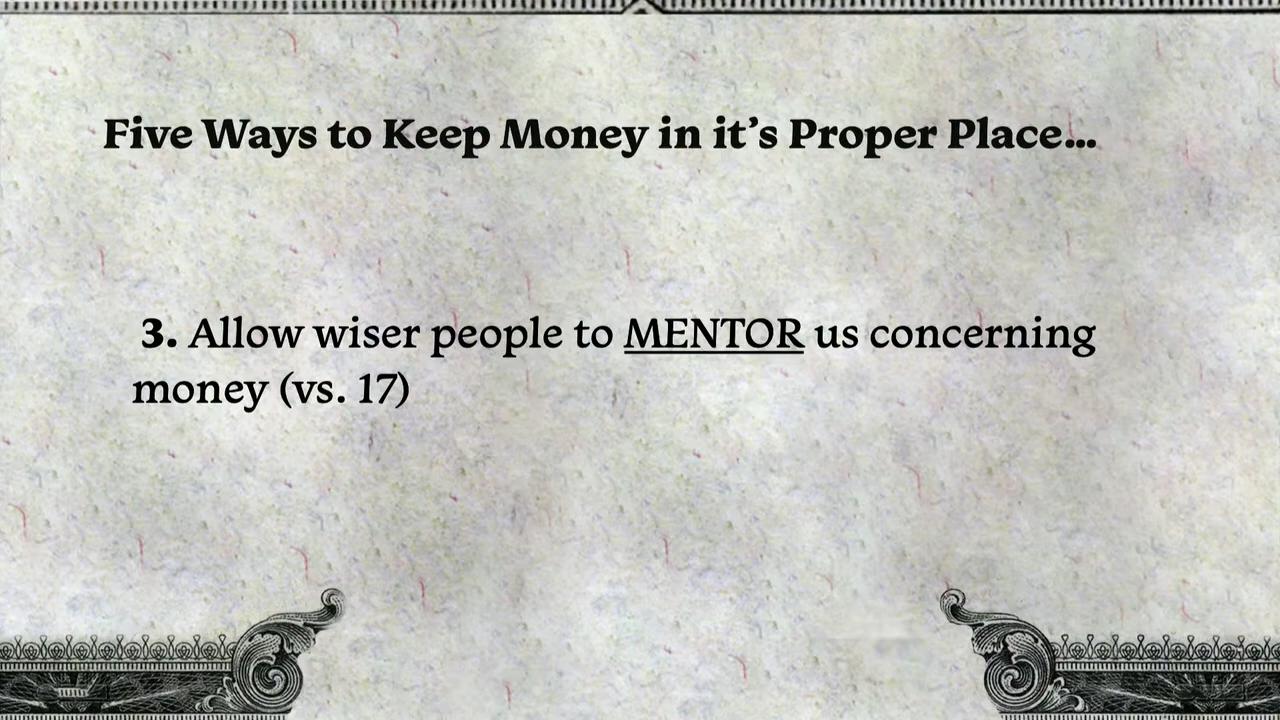 Five Ways to Keep Money in it’s Proper Place...
3. Allow wiser people to MENTOR us concerning
money (vs. 17)